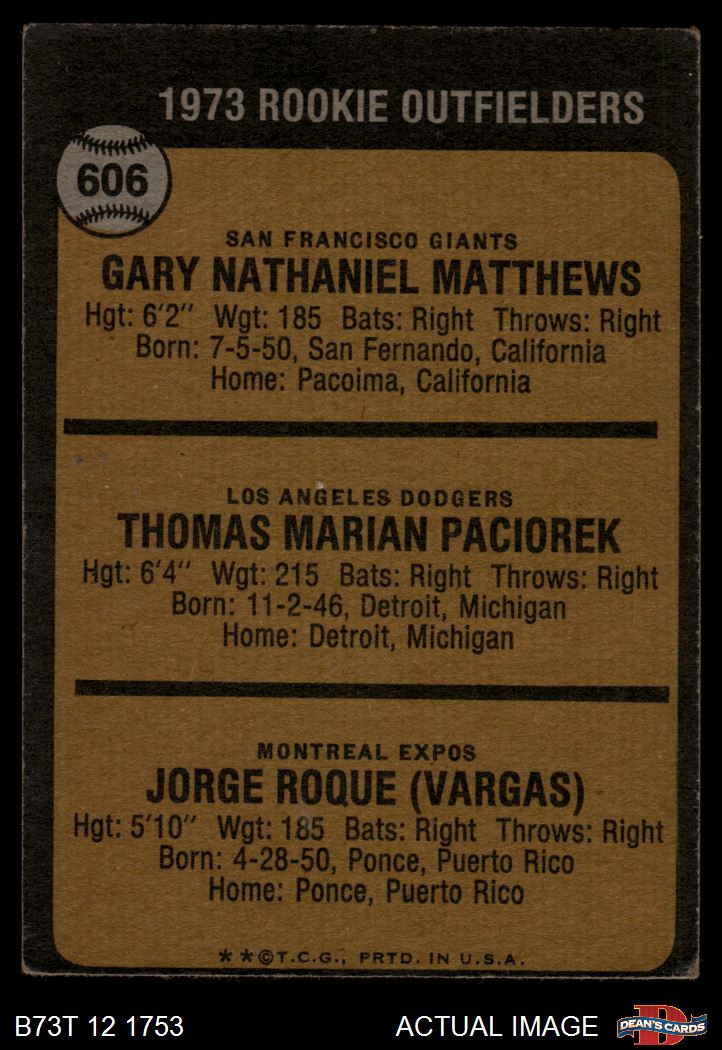 1973 ROOKIE OUTFIELDERS
606
SAN FRANCISCO GIANTS
GARY NATHANIEL MATTHEWS
Hgt: 6'2" Wgt: 185 Bats: Right Throws: Right
Born: 7-5-50, San Fernando, California
Home: Pacoima, California
LOS ANGELES DODGERS
THOMAS MARIAN PACIOREK
Hgt: 6'4" Wgt: 215 Bats: Right Throws: Right
Born: 11-2-46, Detroit, Michigan
Home: Detroit, Michigan
MONTREAL EXPOS
JORGE ROQUE (VARGAS)
Hgt: 5'10" Wgt: 185 Bats: Right Throws: Right
Born: 4-28-50, Ponce, Puerto Rico
Home: Ponce, Puerto Rico
**©T.C.G., PRTD. IN U.S.A.
B73T 12 1753
ACTUAL IMAGE
D
DEAN'S CARDS